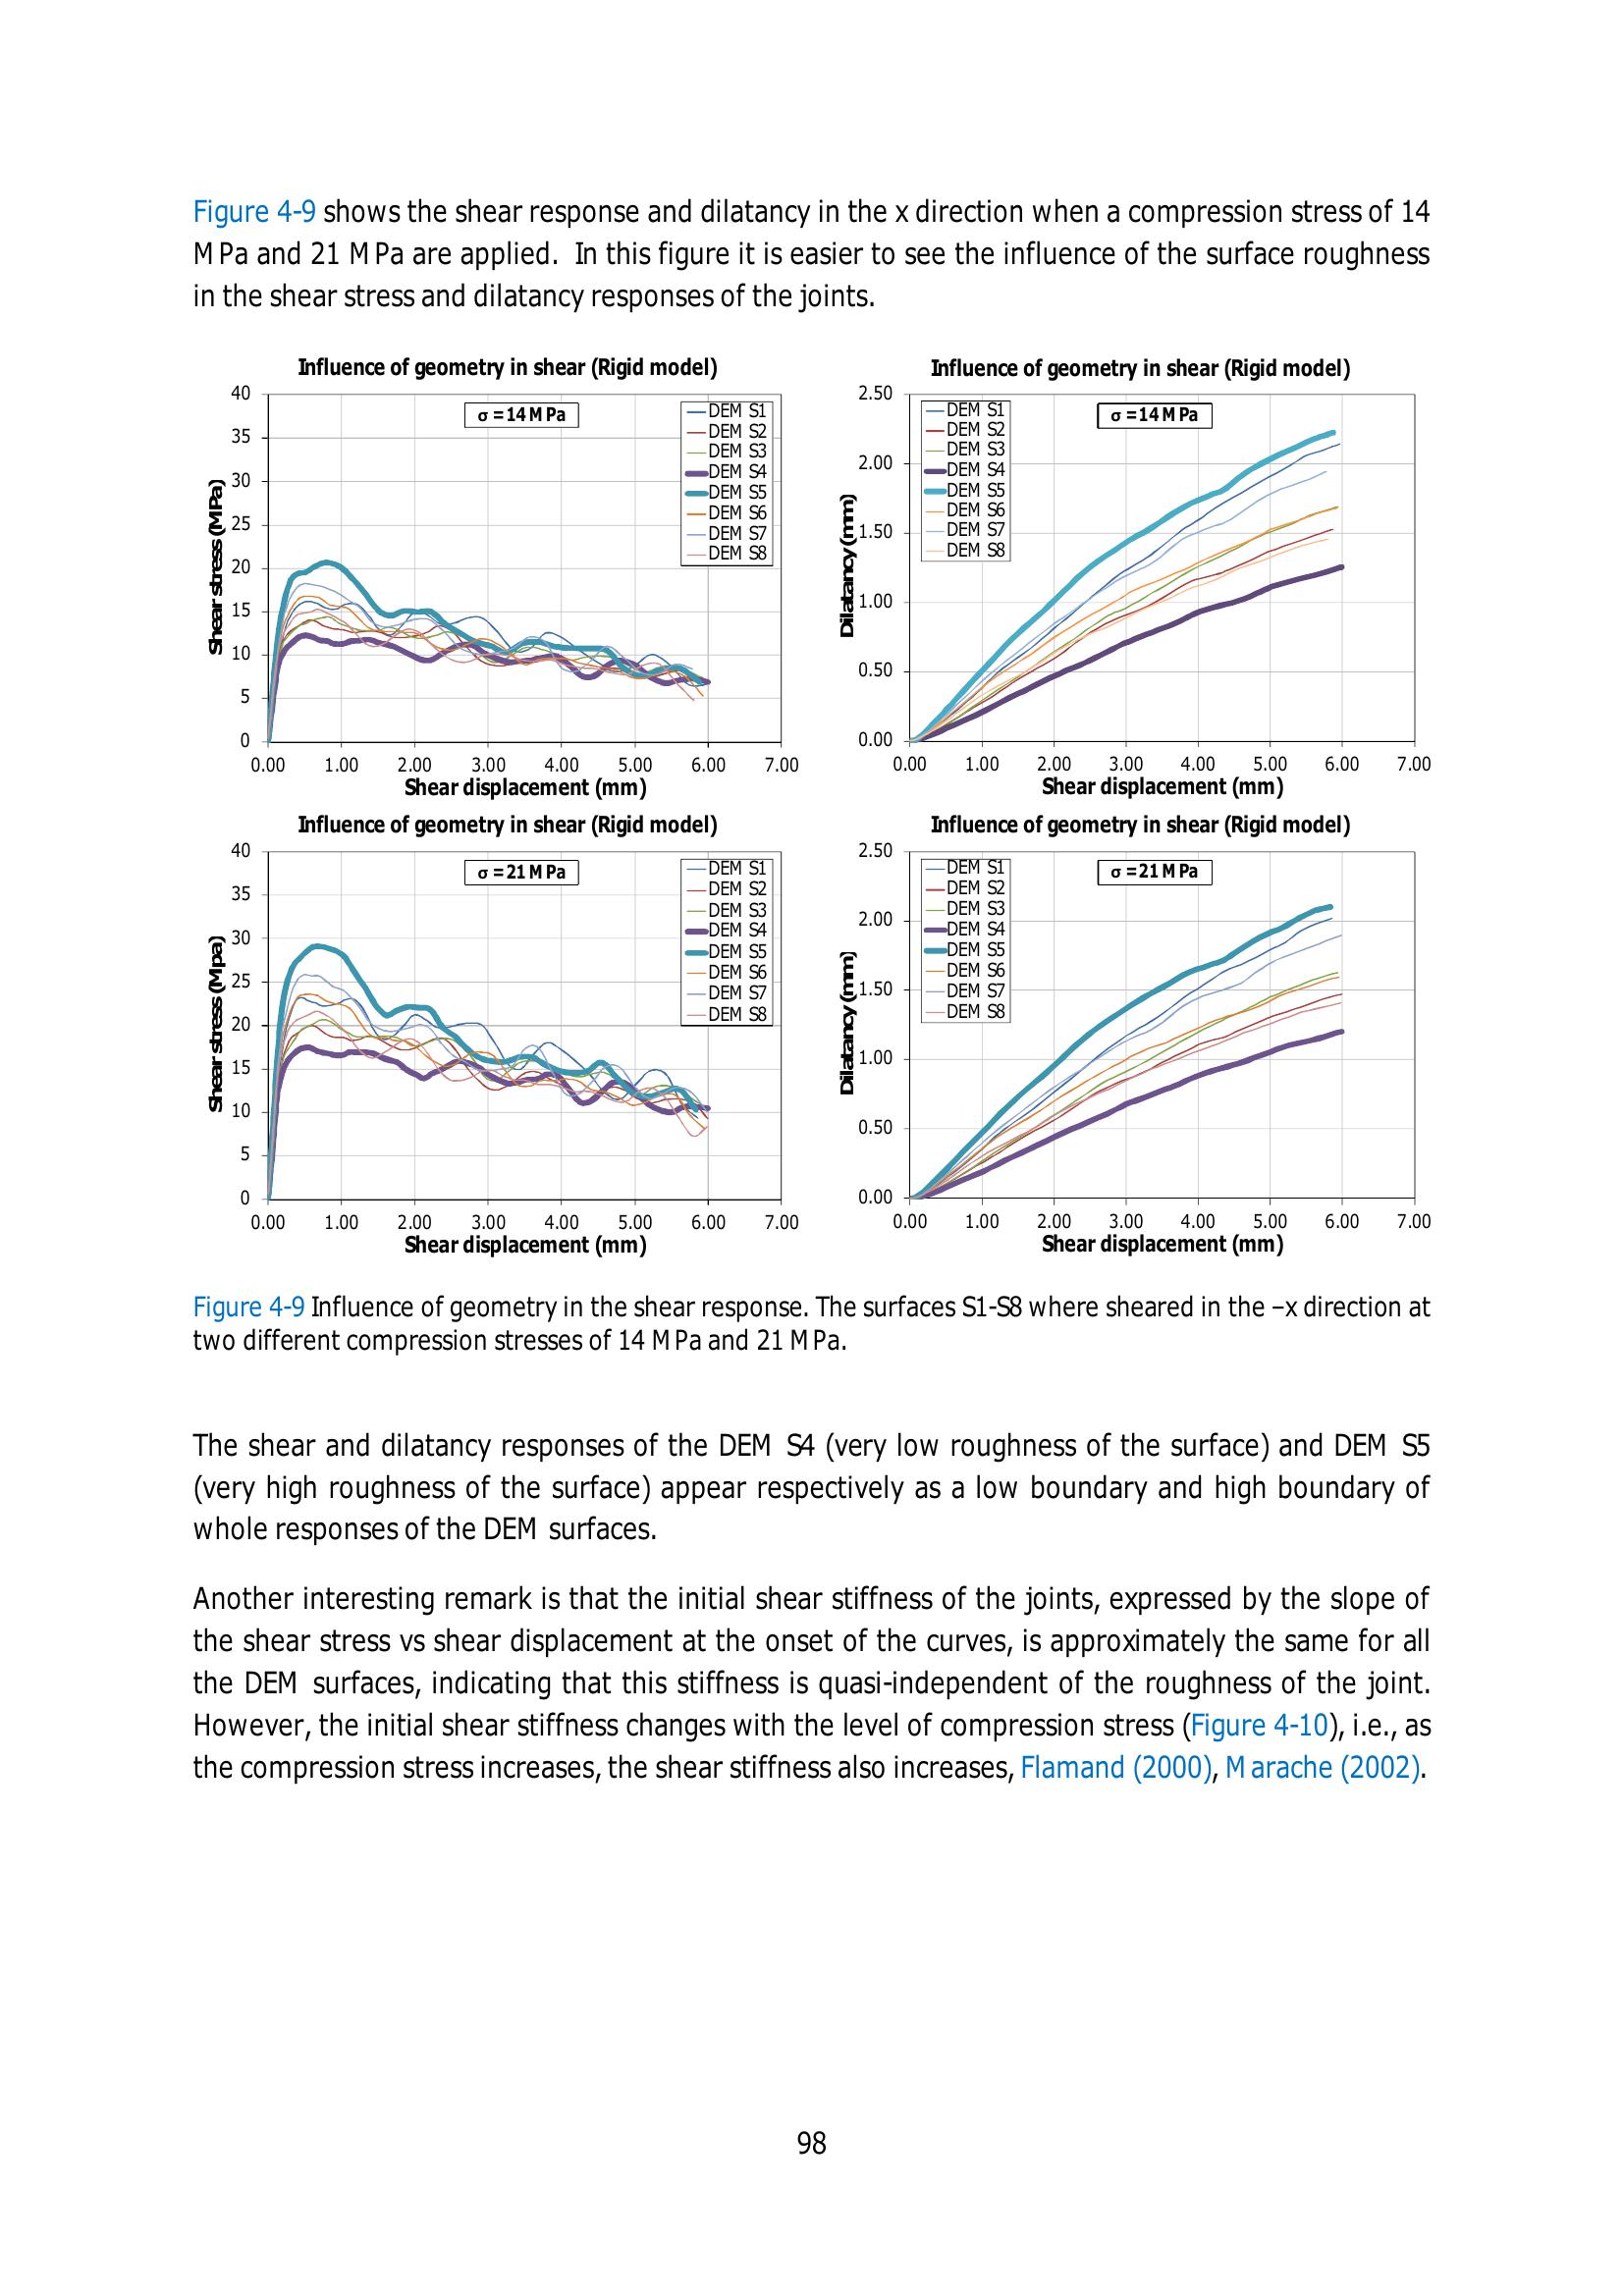 Figure 4-9 shows the shear response and dilatancy in the x direction when a compression stress of 14
MPa and 21 MPa are applied. In this figure it is easier to see the influence of the surface roughness
in the shear stress and dilatancy responses of the joints.
Influence of geometry in shear (Rigid model)
σ = 14 MPa
DEM S1
DEM S2
DEM S3
DEM S4
DEM S5
DEM S6
DEM S7
DEM S8
40
35
30
25
20
15
10
5
0
Shear stress (MPa)
0.00 1.00 2.00 3.00 4.00 5.00 6.00 7.00
Shear displacement (mm)
Influence of geometry in shear (Rigid model)
σ = 14 MPa
DEM S1
DEM S2
DEM S3
DEM S4
DEM S5
DEM S6
DEM S7
DEM S8
2.50
2.00
1.50
1.00
0.50
0.00
Dilatancy (mm)
0.00 1.00 2.00 3.00 4.00 5.00 6.00 7.00
Shear displacement (mm)
Influence of geometry in shear (Rigid model)
σ = 21 MPa
DEM S1
DEM S2
DEM S3
DEM S4
DEM S5
DEM S6
DEM S7
DEM S8
40
35
30
25
20
15
10
5
0
Shear stress (Mpa)
0.00 1.00 2.00 3.00 4.00 5.00 6.00 7.00
Shear displacement (mm)
Influence of geometry in shear (Rigid model)
σ = 21 MPa
DEM S1
DEM S2
DEM S3
DEM S4
DEM S5
DEM S6
DEM S7
DEM S8
2.50
2.00
1.50
1.00
0.50
0.00
Dilatancy (mm)
0.00 1.00 2.00 3.00 4.00 5.00 6.00 7.00
Shear displacement (mm)
Figure 4-9 Influence of geometry in the shear response. The surfaces S1-S8 where sheared in the –x direction at
two different compression stresses of 14 MPa and 21 MPa.
The shear and dilatancy responses of the DEM S4 (very low roughness of the surface) and DEM S5
(very high roughness of the surface) appear respectively as a low boundary and high boundary of
whole responses of the DEM surfaces.
Another interesting remark is that the initial shear stiffness of the joints, expressed by the slope of
the shear stress vs shear displacement at the onset of the curves, is approximately the same for all
the DEM surfaces, indicating that this stiffness is quasi-independent of the roughness of the joint.
However, the initial shear stiffness changes with the level of compression stress (Figure 4-10), i.e., as
the compression stress increases, the shear stiffness also increases, Flamand (2000), Marache (2002).
98